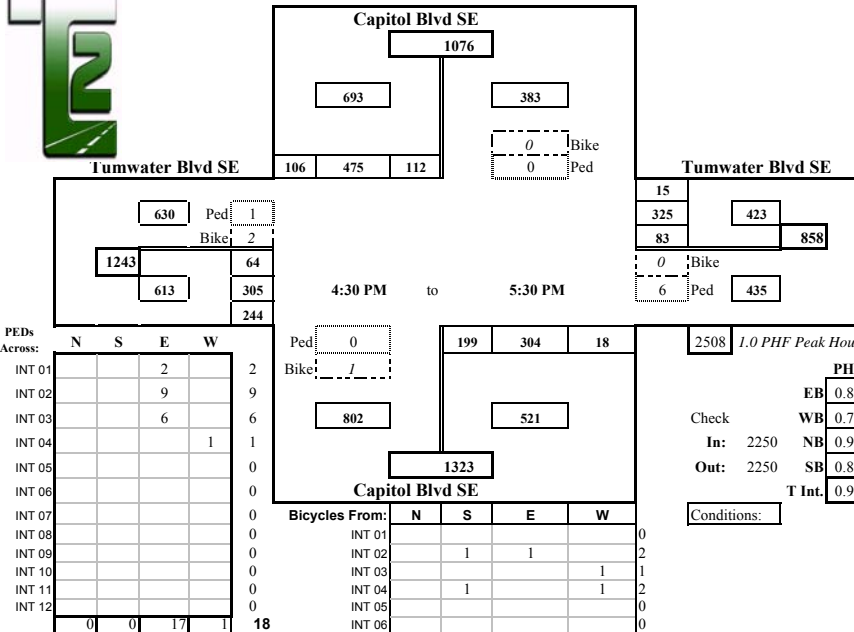 TC2
Capitol Blvd SE
1076
693 383
0 Bike
0 Ped
106 475 112
Tumwater Blvd SE
630 Ped 1
Bike 2
1243 64
613 305
244
Tumwater Blvd SE
15
325 423
83 858
0 Bike
6 Ped 435
4:30 PM to 5:30 PM
Ped 0
Bike 1
199 304 18
802 521
1323
Capitol Blvd SE
PEDs
Across: N S E W
INT 01 2 2
INT 02 9 9
INT 03 6 6
INT 04 1 1
INT 05 0
INT 06 0
INT 07 0
INT 08 0
INT 09 0
INT 10 0
INT 11 0
INT 12 0
0 0 17 1 18
Bicycles From: N S E W
INT 01 0
INT 02 1 1 2
INT 03 1 1
INT 04 1 1 2
INT 05 0
INT 06 0
2508 1.0 PHF Peak Hou
PH
EB 0.8
Check WB 0.7
In: 2250 NB 0.9
Out: 2250 SB 0.8
T Int. 0.9
Conditions: